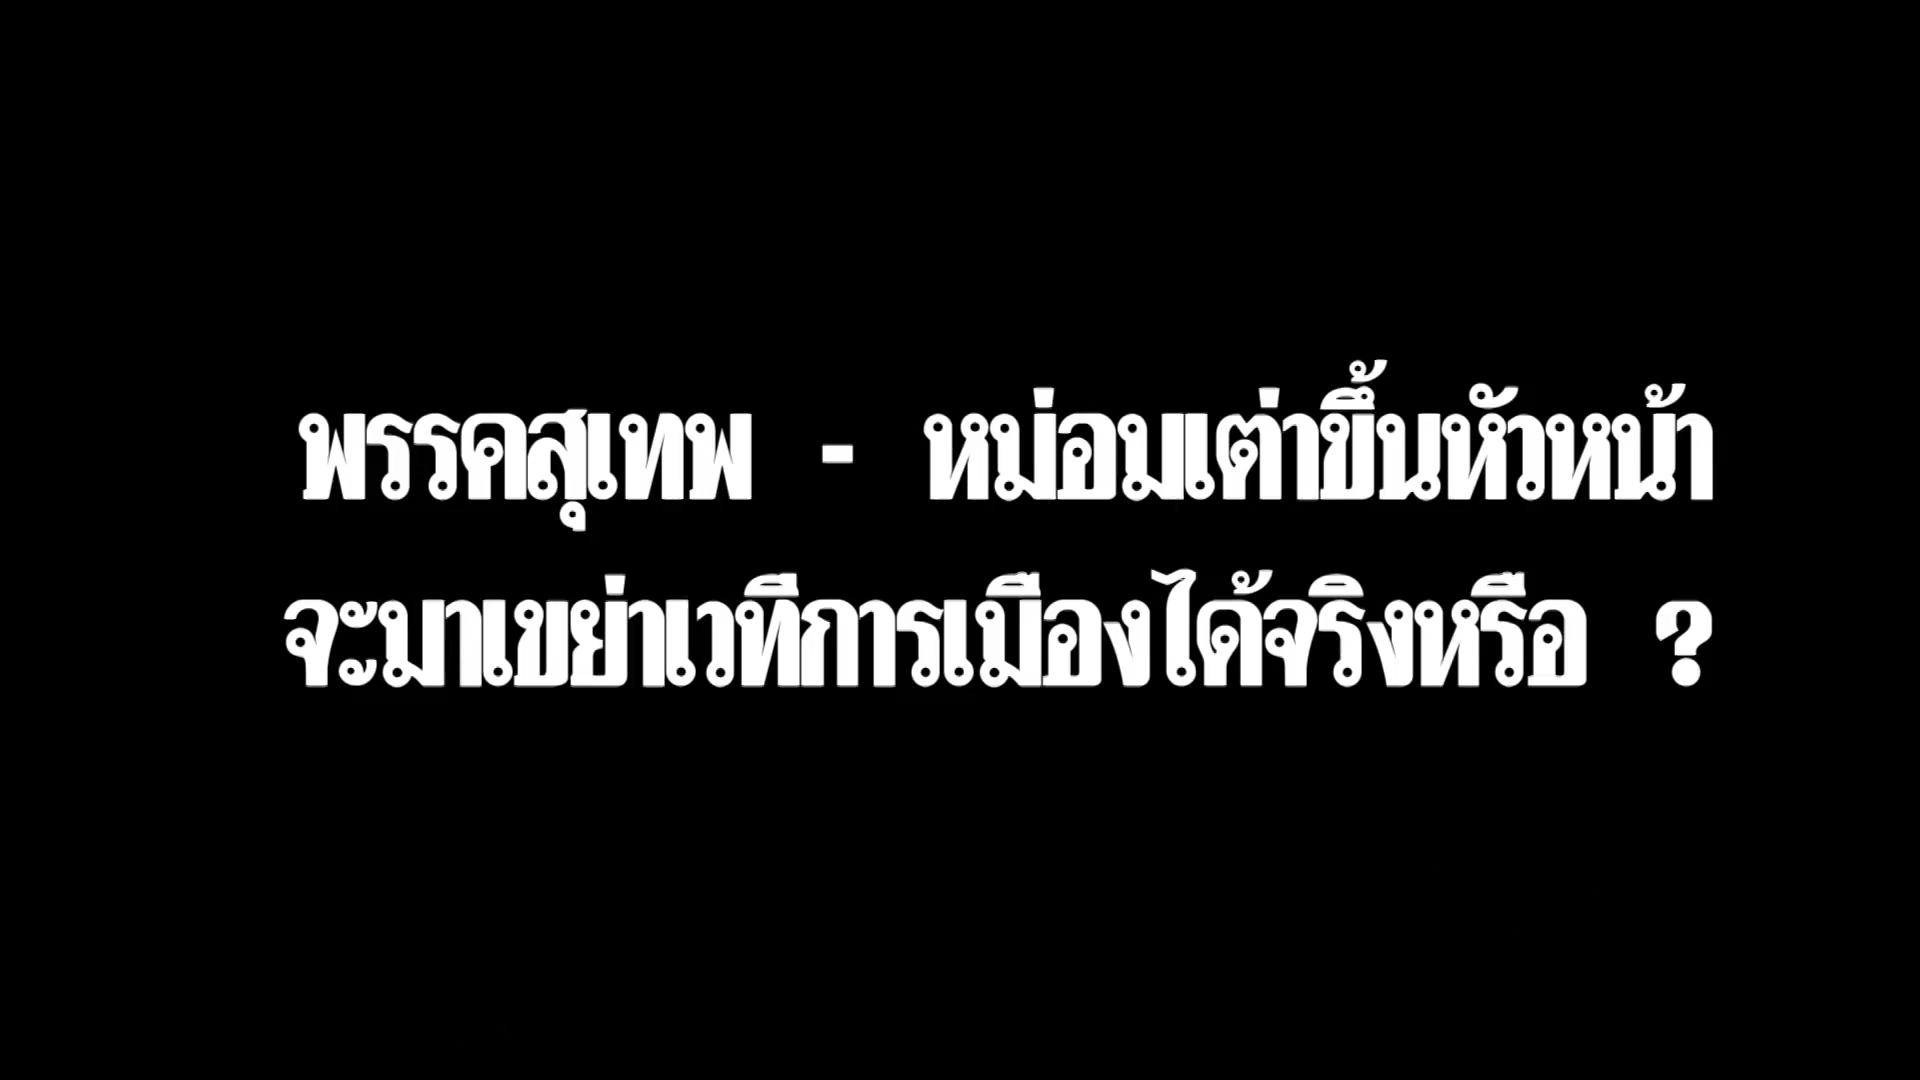 พรรคสุเทพ - หม่อมเต่าขึ้นหัวหน้า
จะมาเขย่าเวทีการเมืองได้จริงหรือ ?